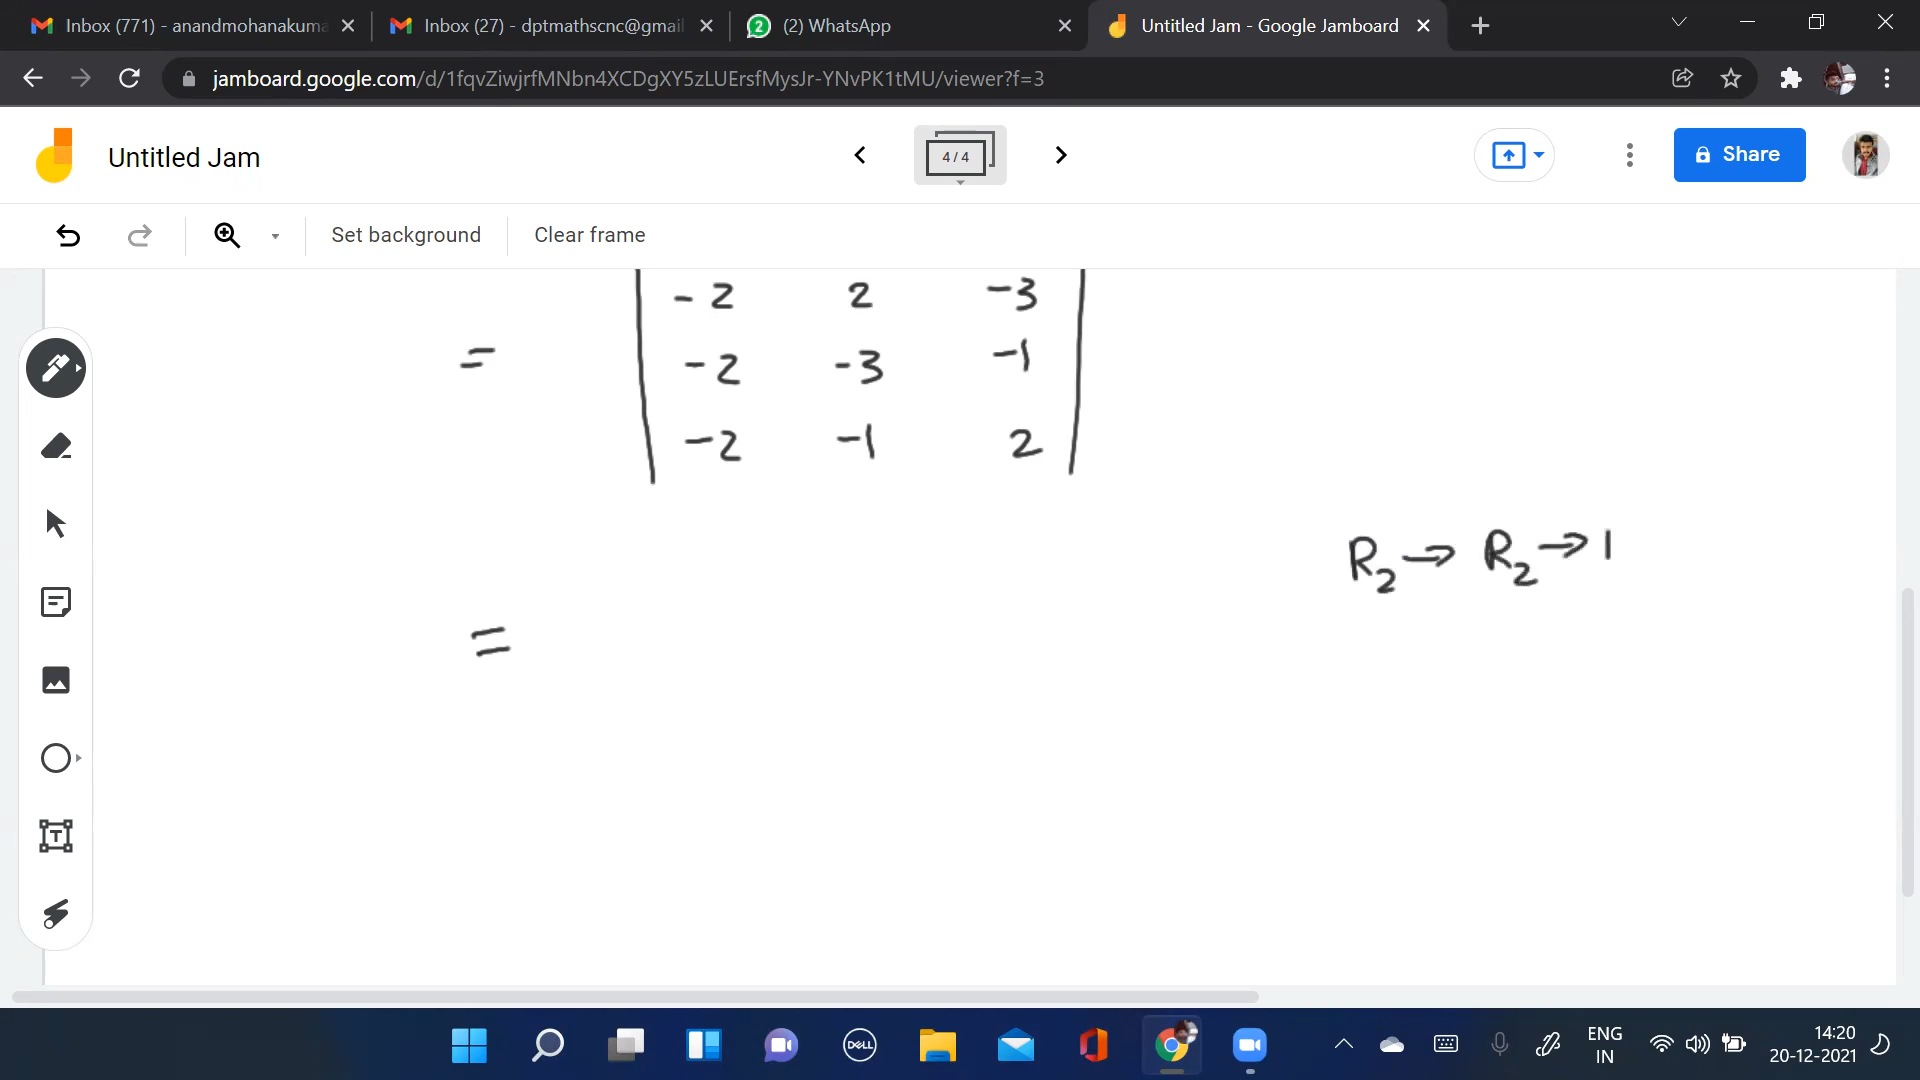 Inbox (771) - anandmohanakuma
Inbox (27) - dptmathscnc@gmail
2 (2) WhatsApp
Untitled Jam - Google Jamboard
jamboard.google.com/d/1fqvZiwjrfMNbn4XCDgXY5zLUErsfMysJr-YNvPK1tMU/viewer?f=3
Untitled Jam
4 / 4
Share
Set background
Clear frame
-2 2 -3
= -2 -3 -1
-2 -1 2
R₂ → R₂ → 1
=
T
DELL
ENG
IN
14:20
20-12-2021